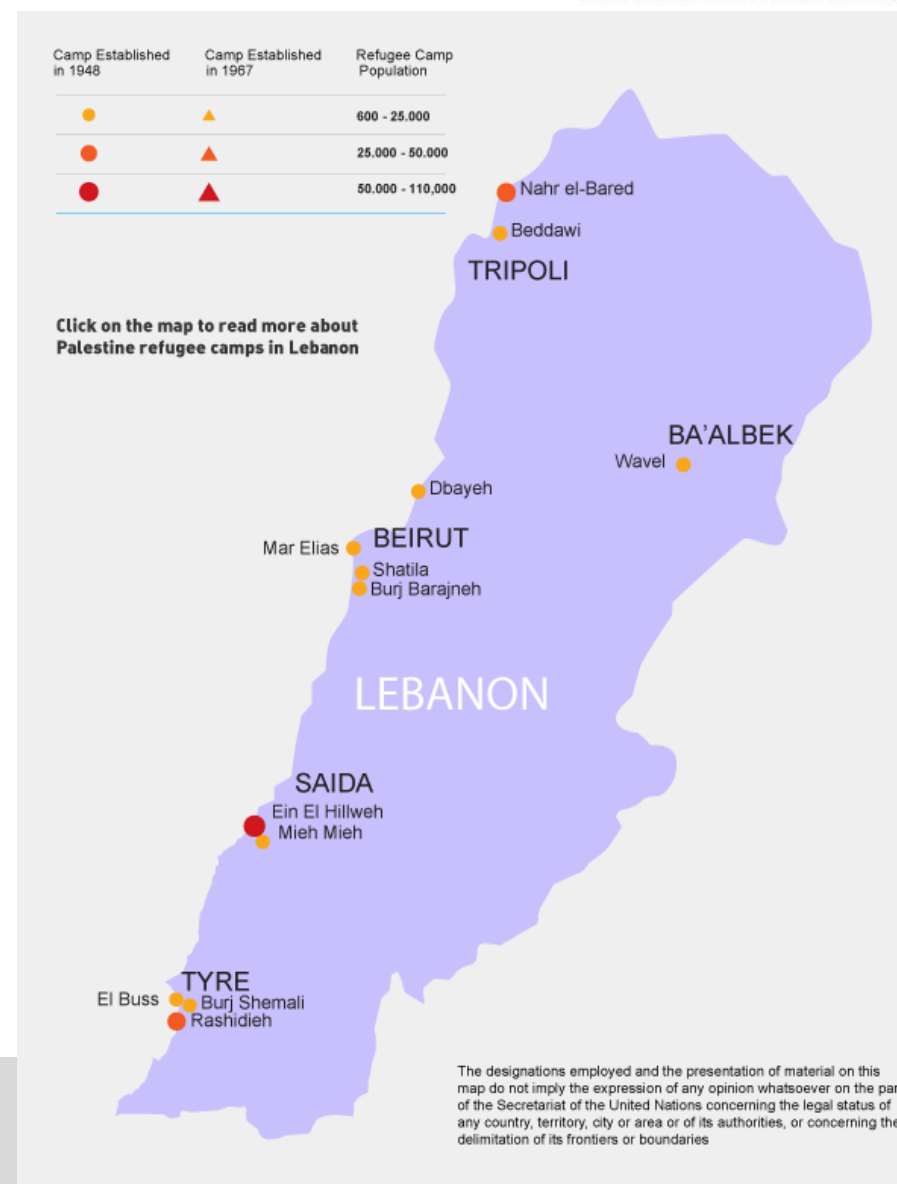 Camp Established
in 1948
Camp Established
in 1967
Refugee Camp
Population
600 - 25.000
25.000 - 50.000
50.000 - 110,000
Nahr el-Bared
Beddawi
TRIPOLI
Click on the map to read more about
Palestine refugee camps in Lebanon
BA'ALBEK
Wavel
Dbayeh
BEIRUT
Mar Elias
Shatila
Burj Barajneh
LEBANON
SAIDA
Ein El Hillweh
Mieh Mieh
TYRE
El Buss
Burj Shemali
Rashidieh
The designations employed and the presentation of material on this
map do not imply the expression of any opinion whatsoever on the par
of the Secretariat of the United Nations concerning the legal status of
any country, territory, city or area or of its authorities, or concerning the
delimitation of its frontiers or boundaries